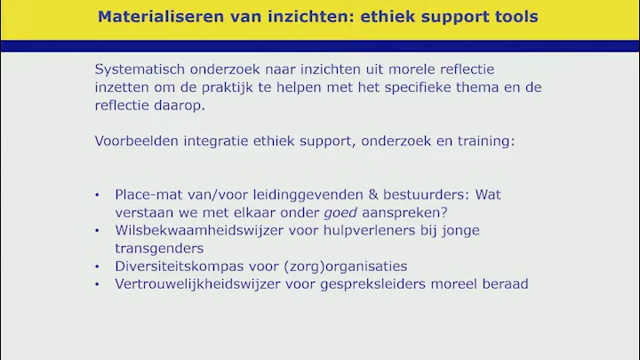 Materialiseren van inzichten: ethiek support tools
Systematisch onderzoek naar inzichten uit morele reflectie
inzetten om de praktijk te helpen met het specifieke thema en de
reflectie daarop.
Voorbeelden integratie ethiek support, onderzoek en training:
• Place-mat van/voor leidinggevenden & bestuurders: Wat
verstaan we met elkaar onder goed aanspreken?
• Wilsbekwaamheidswijzer voor hulpverleners bij jonge
transgenders
• Diversiteitskompas voor (zorg)organisaties
• Vertrouwelijkheidswijzer voor gespreksleiders moreel beraad